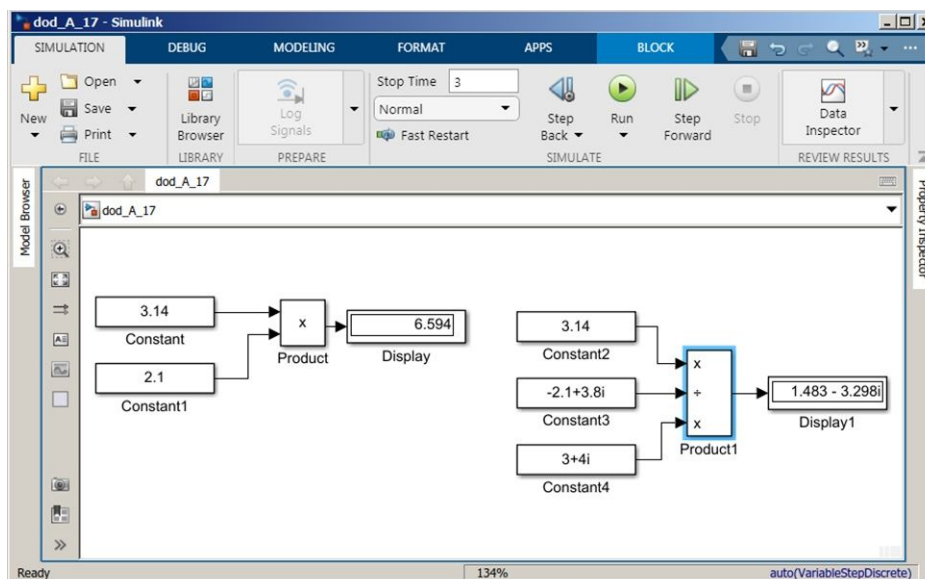 dod_A_17 - Simulink
SIMULATION DEBUG MODELING FORMAT APPS BLOCK
New
Open
Save
Print
FILE
Library
Browser
LIBRARY
Log
Signals
PREPARE
Stop Time 3
Normal
Fast Restart
Step
Back
Run
Step
Forward
Stop
SIMULATE
Data
Inspector
REVIEW RESULTS
Model Browser
dod_A_17
dod_A_17
Property Inspector
3.14
Constant
2.1
Constant1
x
Product
6.594
Display
3.14
Constant2
-2.1+3.8i
Constant3
3+4i
Constant4
x
÷
x
Product1
1.483 - 3.298i
Display1
Ready 134% auto(VariableStepDiscrete)